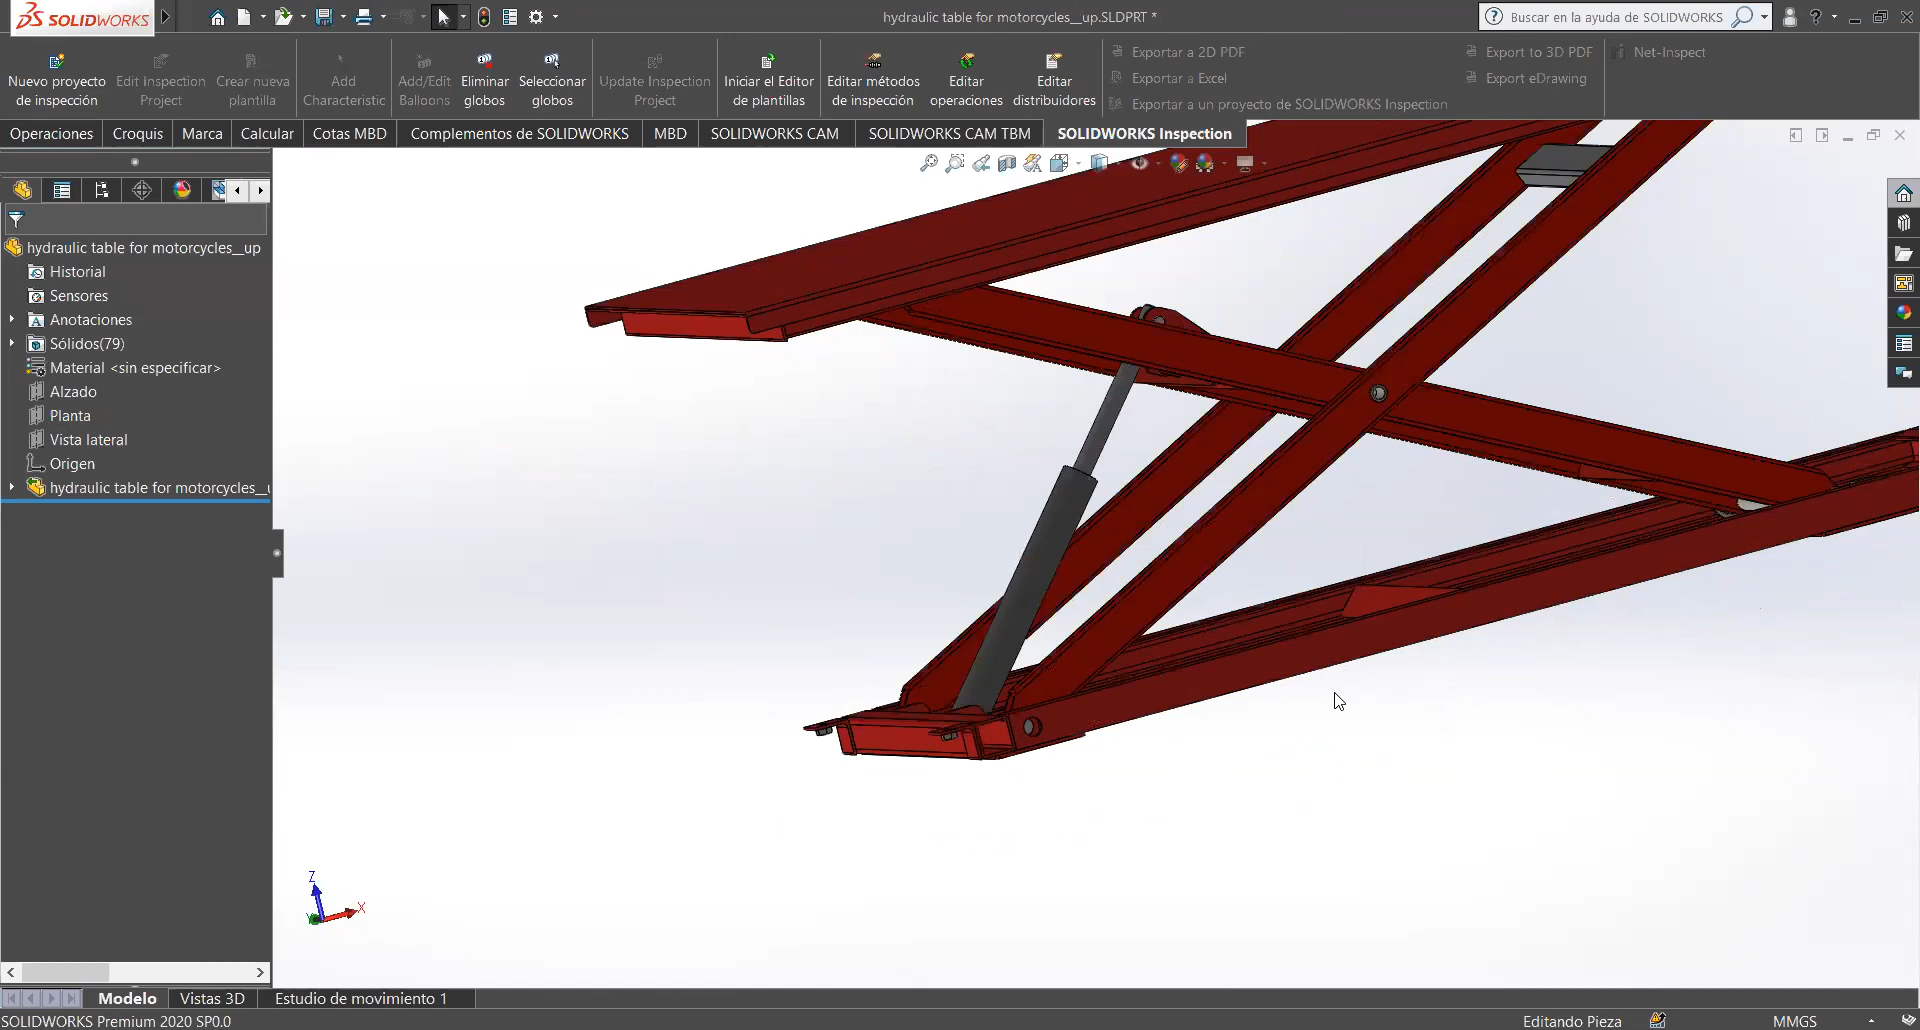 SOLIDWORKS
hydraulic table for motorcycles__up.SLDPRT *
Buscar en la ayuda de SOLIDWORKS
Nuevo proyecto de inspección
Edit Inspection Project
Crear nueva plantilla
Add Characteristic
Add/Edit Balloons
Eliminar globos
Seleccionar globos
Update Inspection Project
Iniciar el Editor de plantillas
Editar métodos de inspección
Editar operaciones
Editar distribuidores
Exportar a 2D PDF
Exportar a Excel
Exportar a un proyecto de SOLIDWORKS Inspection
Export to 3D PDF
Export eDrawing
Net-Inspect
Operaciones
Croquis
Marca
Calcular
Cotas MBD
Complementos de SOLIDWORKS
MBD
SOLIDWORKS CAM
SOLIDWORKS CAM TBM
SOLIDWORKS Inspection
hydraulic table for motorcycles__up
Historial
Sensores
Anotaciones
Sólidos(79)
Material <sin especificar>
Alzado
Planta
Vista lateral
Origen
hydraulic table for motorcycles__
Z
X
Y
Modelo
Vistas 3D
Estudio de movimiento 1
SOLIDWORKS Premium 2020 SP0.0
Editando Pieza
MMGS